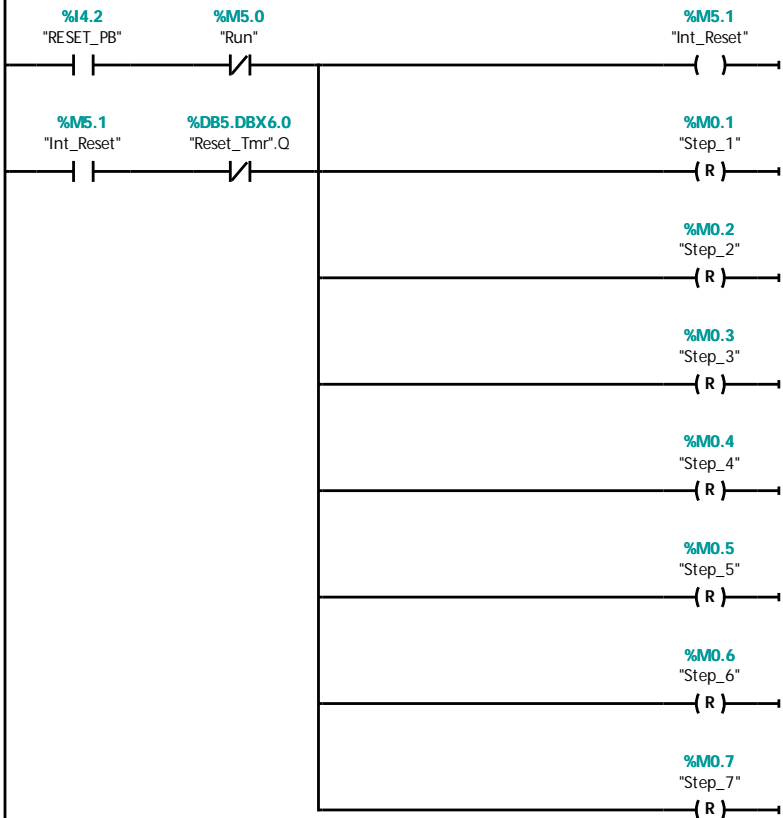 %I4.2 %M5.0 %M5.1
"RESET_PB" "Run" "Int_Reset"
%M5.1 %DB5.DBX6.0 %M0.1
"Int_Reset" "Reset_Tmr".Q "Step_1"
R
%M0.2
"Step_2"
R
%M0.3
"Step_3"
R
%M0.4
"Step_4"
R
%M0.5
"Step_5"
R
%M0.6
"Step_6"
R
%M0.7
"Step_7"
R